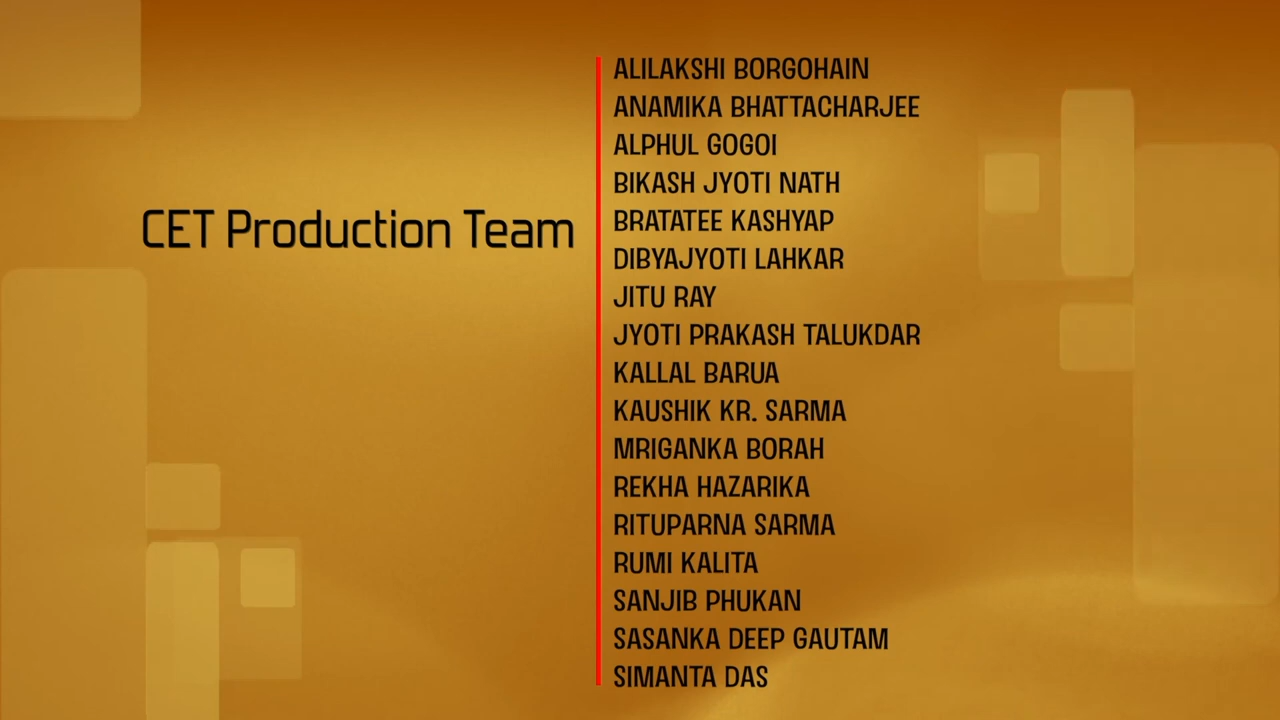 CET Production Team
ALILAKSHI BORGOHAIN
ANAMIKA BHATTACHARJEE
ALPHUL GOGOI
BIKASH JYOTI NATH
BRATATEE KASHYAP
DIBYAJYOTI LAHKAR
JITU RAY
JYOTI PRAKASH TALUKDAR
KALLAL BARUA
KAUSHIK KR. SARMA
MRIGANKA BORAH
REKHA HAZARIKA
RITUPARNA SARMA
RUMI KALITA
SANJIB PHUKAN
SASANKA DEEP GAUTAM
SIMANTA DAS